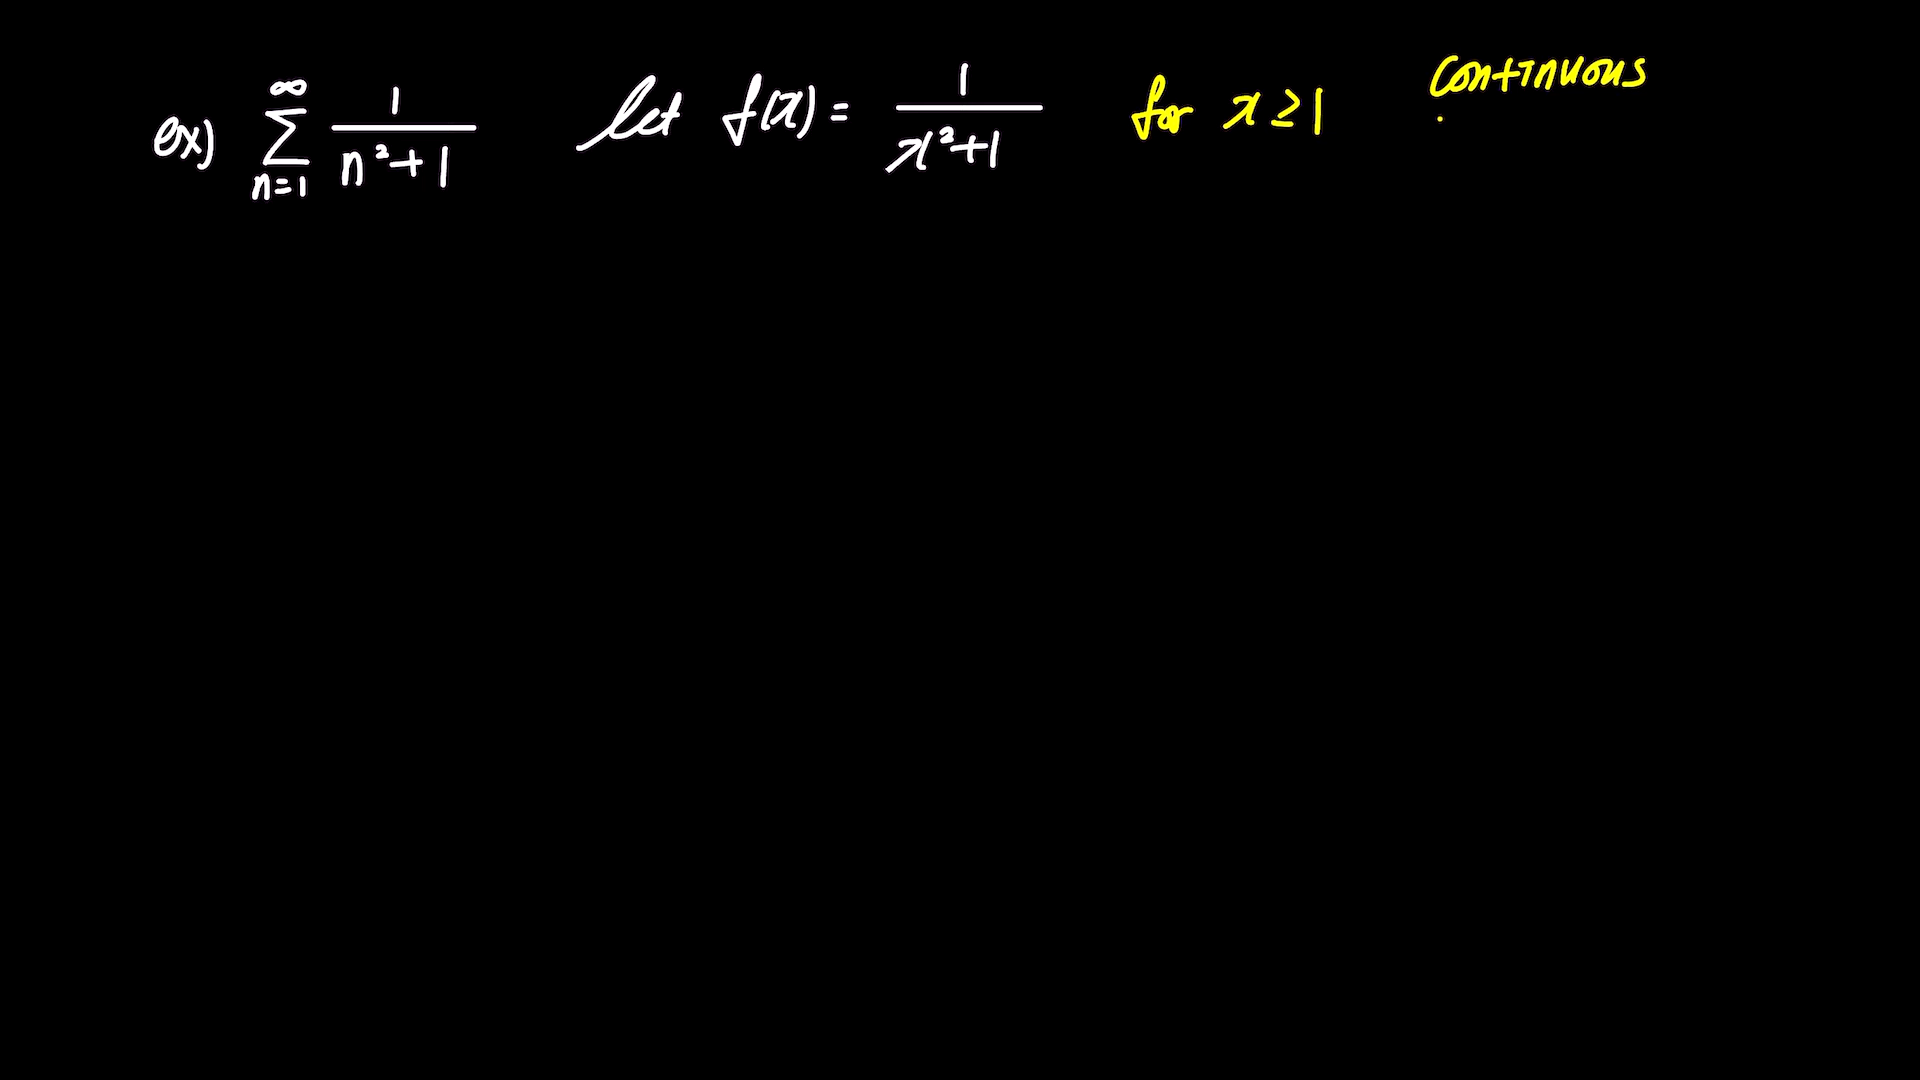 ex) ∞ Σ n=1 1/(n²+1) let f(x) = 1/(x²+1) for x ≥ 1 continuous